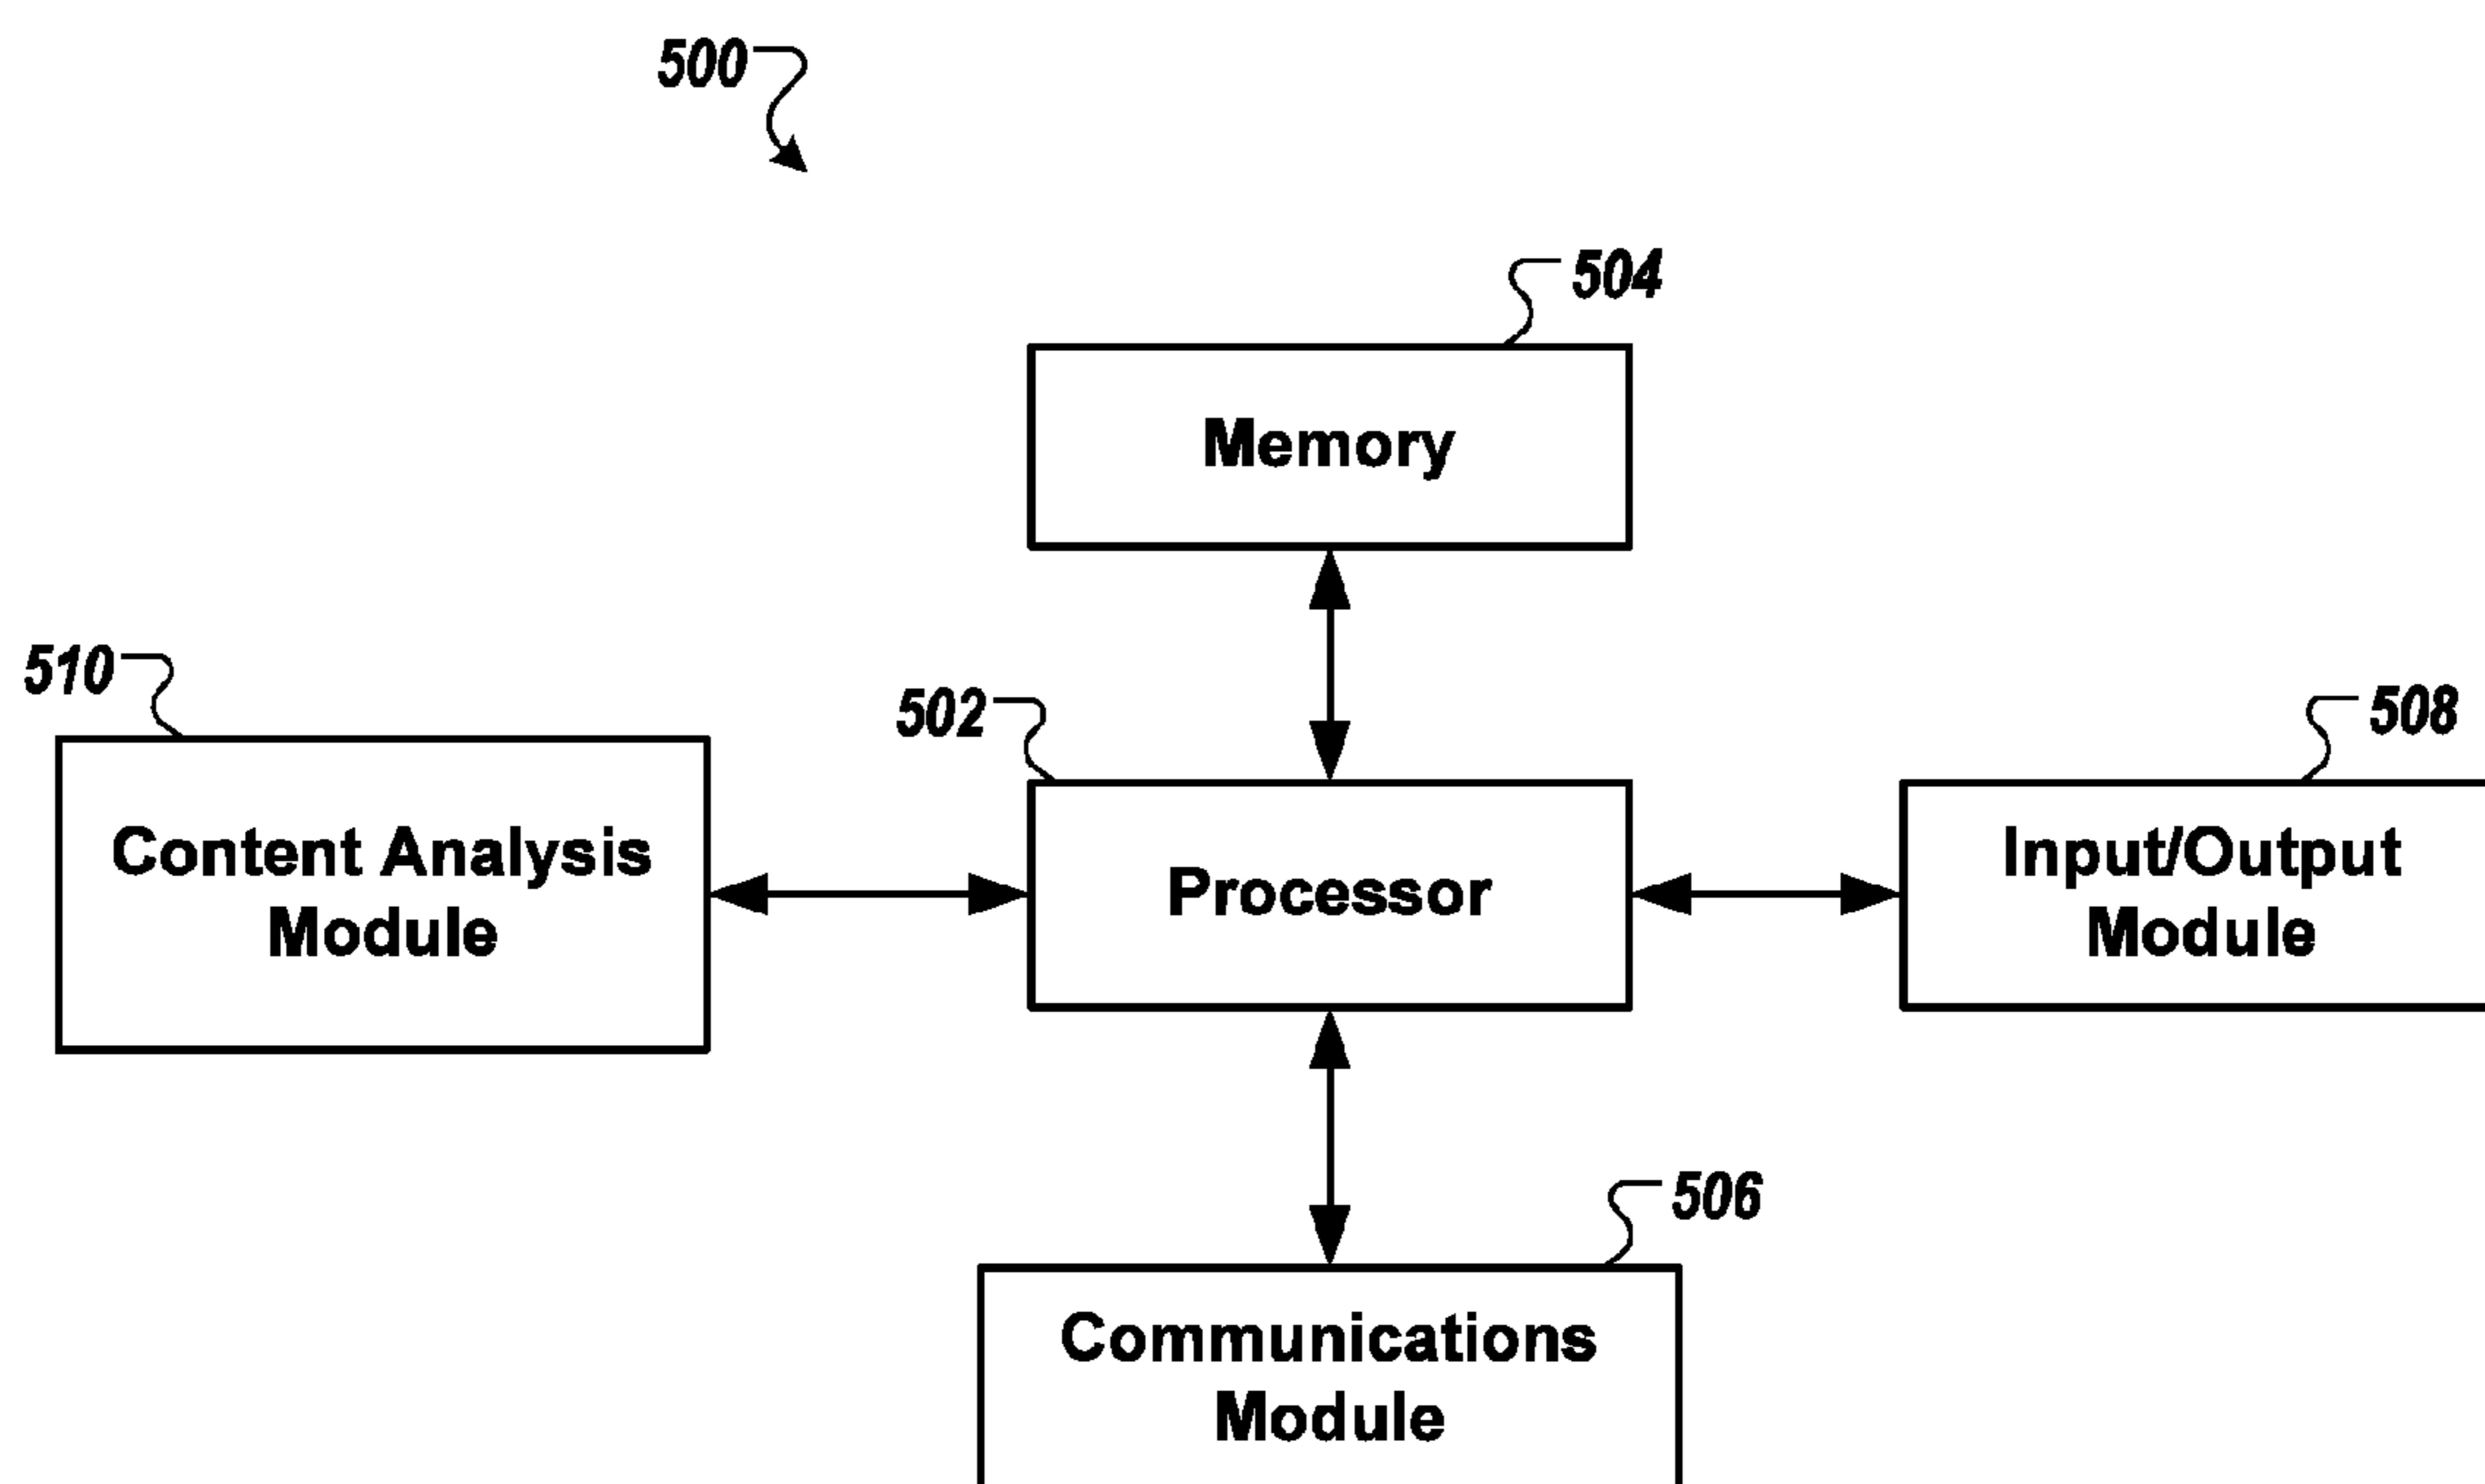 500
504
Memory
510
502
508
Content Analysis
Module
Processor
Input/Output
Module
506
Communications
Module